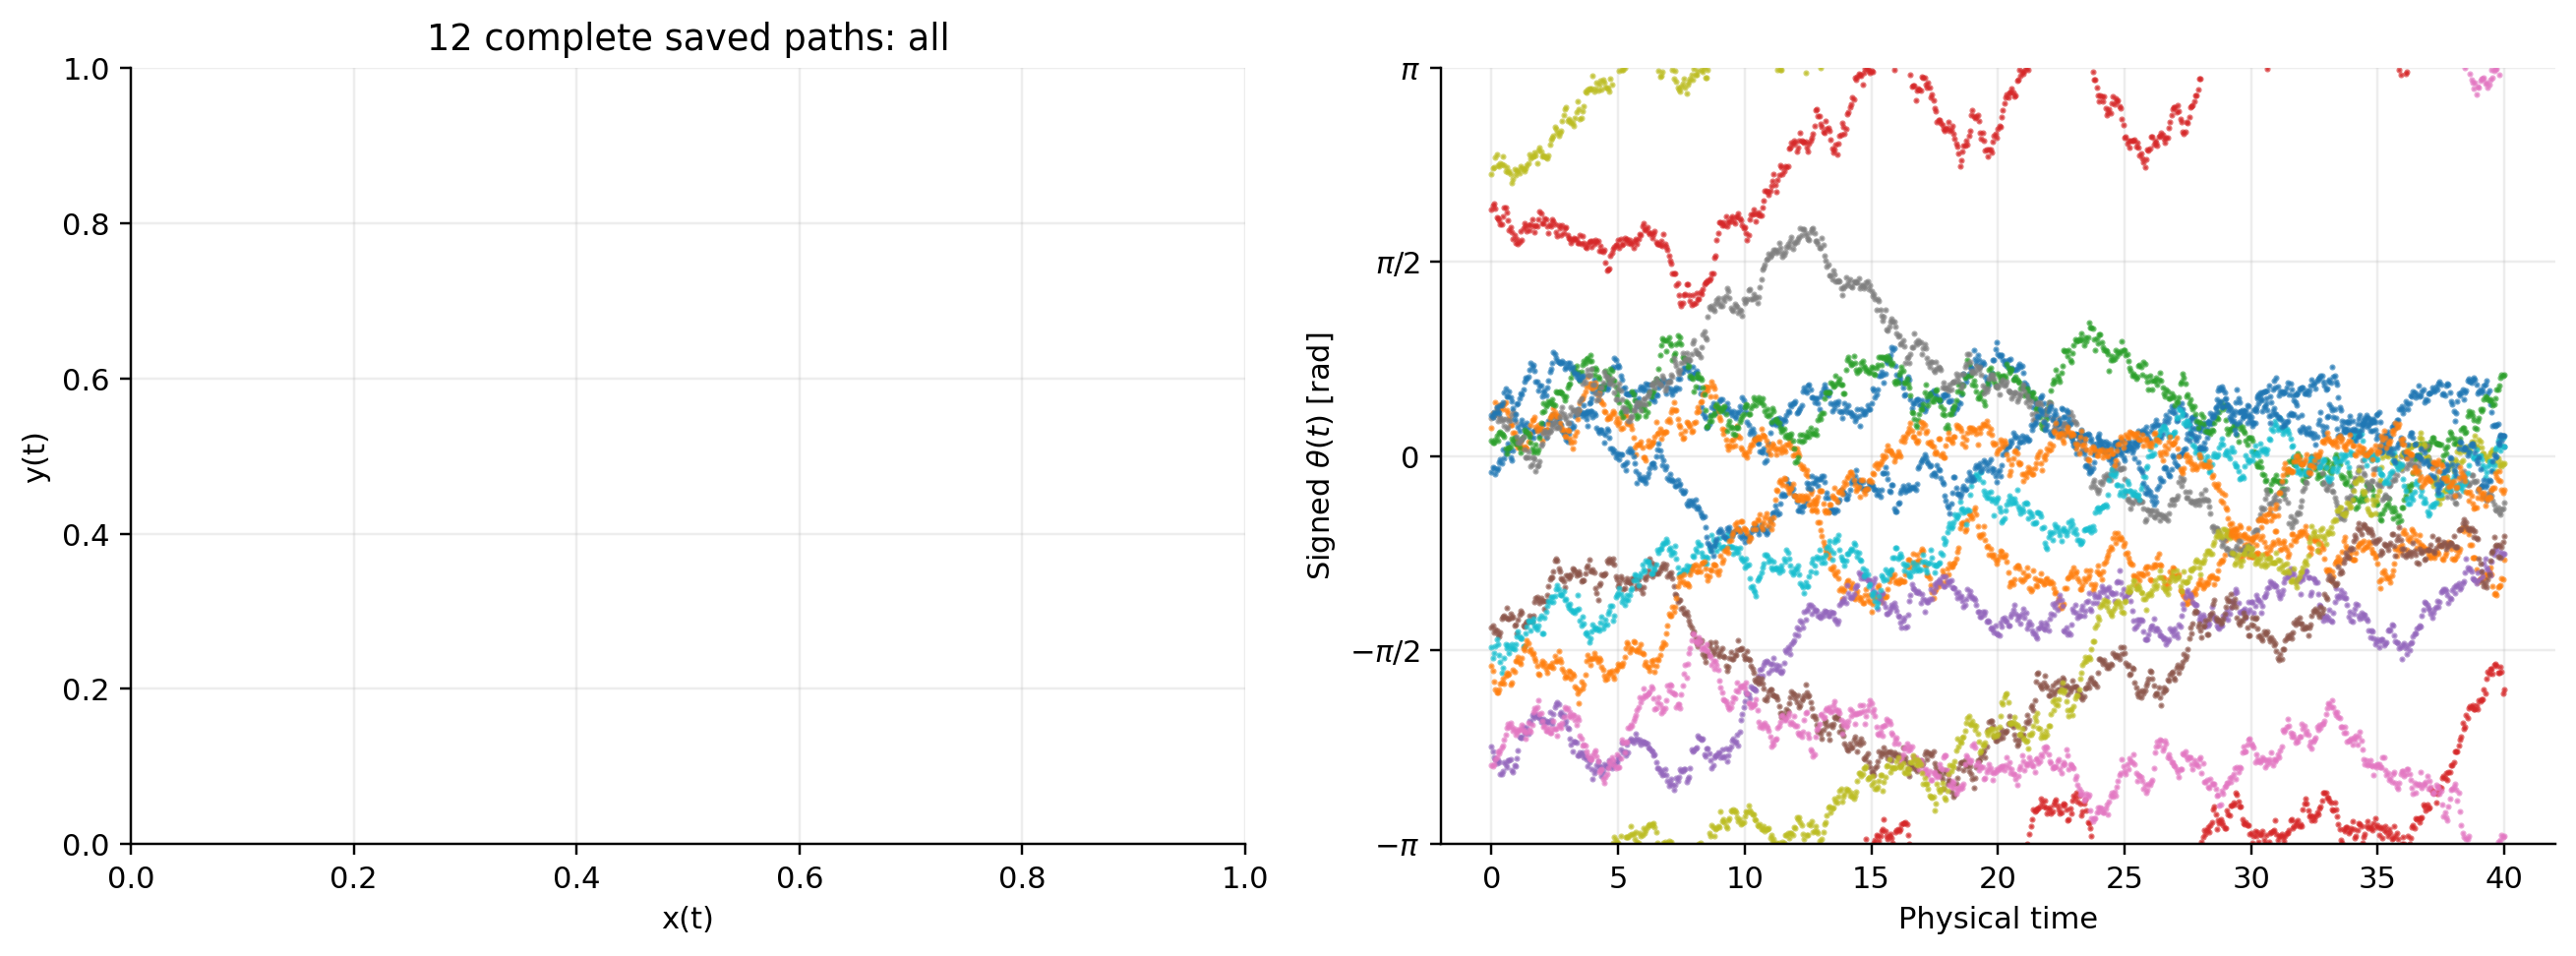 12 complete saved paths: all
1.0
0.8
0.6
0.4
0.2
0.0
y(t)
0.0 0.2 0.4 0.6 0.8 1.0
x(t)
π
π/2
0
−π/2
−π
Signed θ(t) [rad]
0 5 10 15 20 25 30 35 40
Physical time